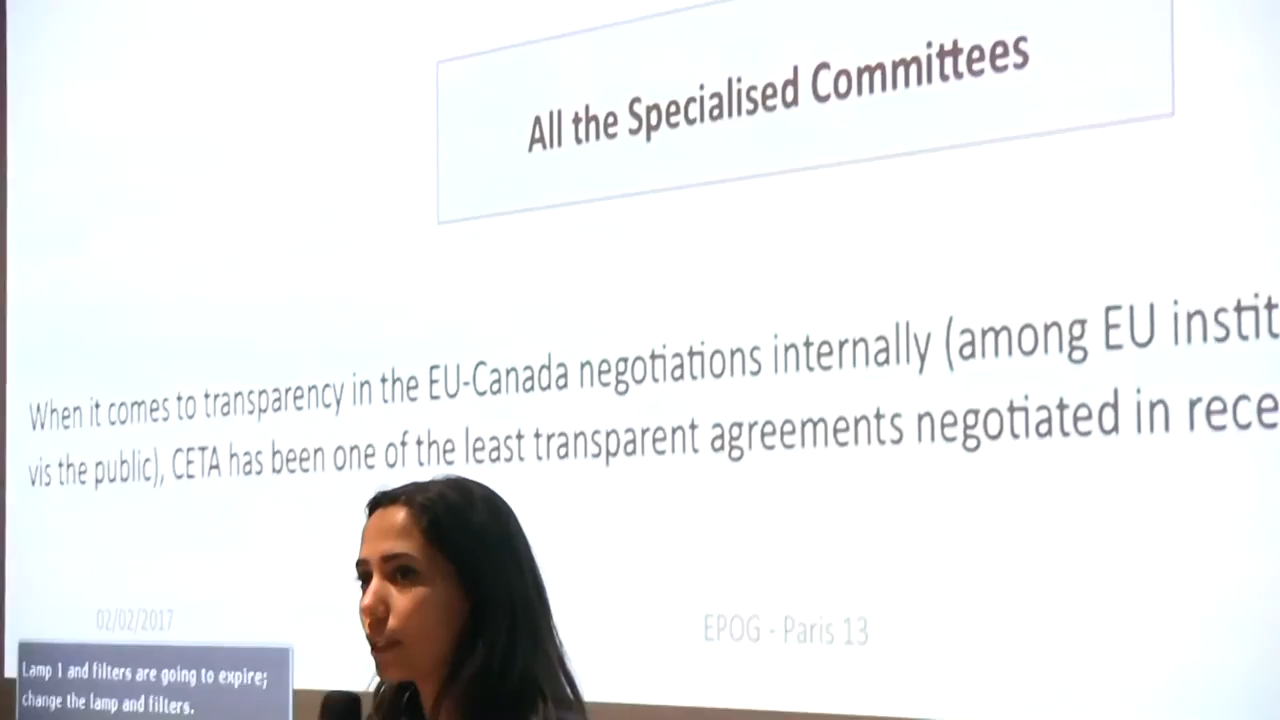 All the Specialised Committees
When it comes to transparency in the EU-Canada negotiations internally (among EU instit
vis the public), CETA has been one of the least transparent agreements negotiated in rece
02/02/2017
EPOG - Paris 13
Lamp 1 and filters are going to expire;
change the lamp and filters.